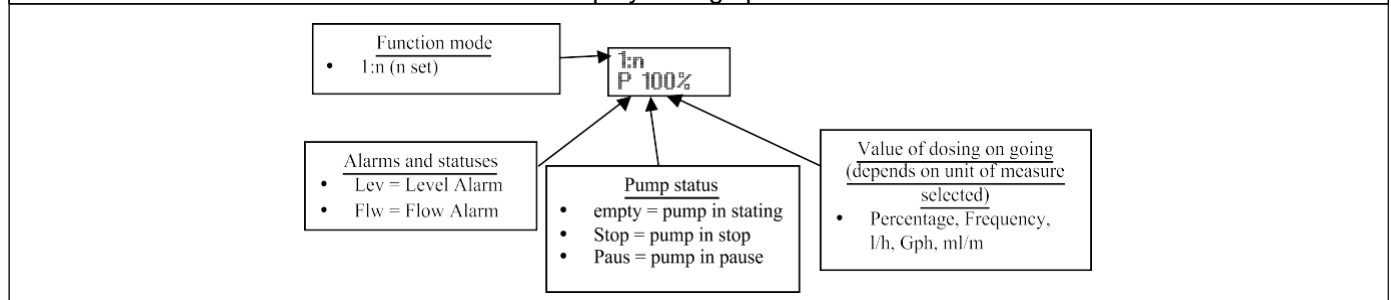 Function mode
• 1:n (n set)
1:n
P 100%
Alarms and statuses
• Lev = Level Alarm
• Flw = Flow Alarm
Pump status
• empty = pump in stating
• Stop = pump in stop
• Paus = pump in pause
Value of dosing on going
(depends on unit of measure
selected)
• Percentage, Frequency,
l/h, Gph, ml/m